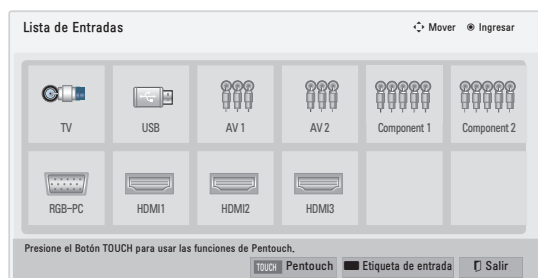 Lista de Entradas
Mover Ingresar
TV USB AV 1 AV 2 Component 1 Component 2
RGB-PC HDMI1 HDMI2 HDMI3
Presione el Botón TOUCH para usar las funciones de Pentouch.
TOUCH Pentouch Etiqueta de entrada Salir